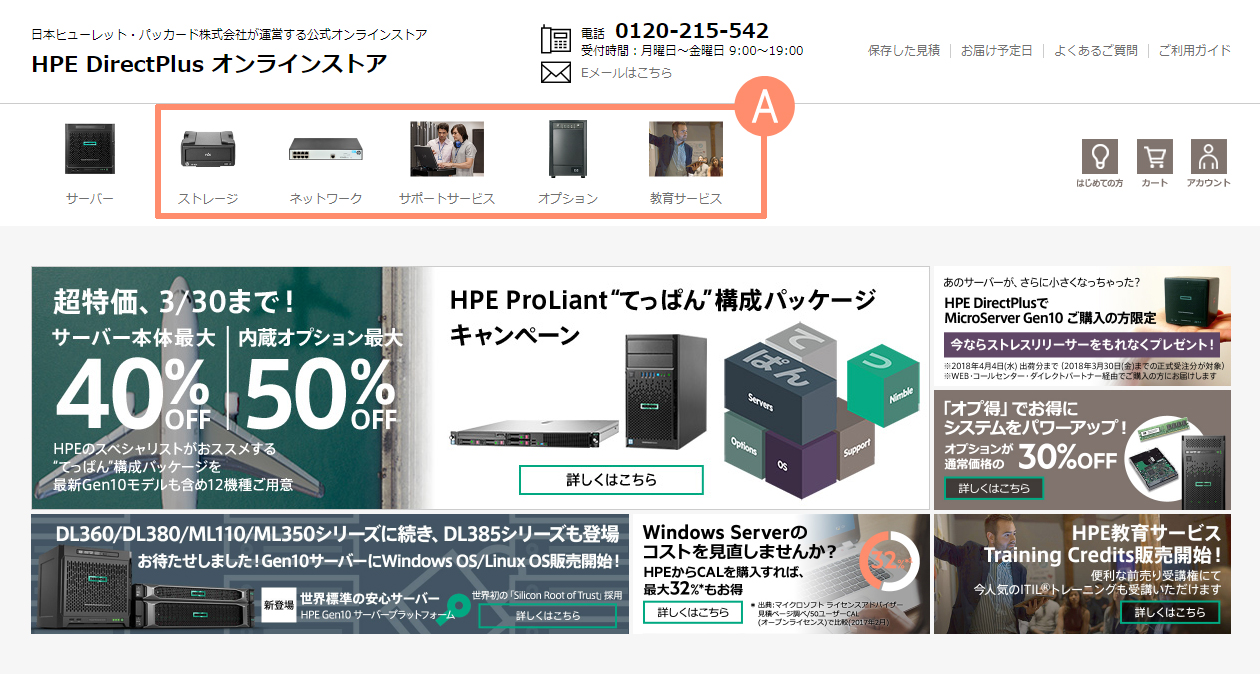 日本ヒューレット・パッカード株式会社が運営する公式オンラインストア
HPE DirectPlus オンラインストア
電話 0120-215-542
受付時間：月曜日～金曜日 9:00～19:00
Eメールはこちら
保存した見積
お届け予定日
よくあるご質問
ご利用ガイド
A
サーバー
ストレージ
ネットワーク
サポートサービス
オプション
教育サービス
はじめての方
カート
アカウント
超特価、3/30まで！
サーバー本体最大
40%OFF
内蔵オプション最大
50%OFF
HPEのスペシャリストがおススメする
“てっぱん”構成パッケージを
最新Gen10モデルも含め12機種ご用意
HPE ProLiant“てっぱん”構成パッケージ
キャンペーン
て
っ
ぱん
Servers
Nimble
Options
OS
Support
詳しくはこちら
あのサーバーが、さらに小さくなっちゃった？
HPE DirectPlusで
MicroServer Gen10 ご購入の方限定
今ならストレスリリーサーをもれなくプレゼント！
※2018年4月4日(水) 出荷分まで (2018年3月30日(金)までの正式受注分が対象)
※WEB・コールセンター・ダイレクトパートナー経由でご購入の方にお届けします
「オプ得」でお得に
システムをパワーアップ！
オプションが
通常価格の 30%OFF
詳しくはこちら
DL360/DL380/ML110/ML350シリーズに続き、DL385シリーズも登場
お待たせしました！Gen10サーバーにWindows OS/Linux OS販売開始！
新登場
世界標準の安心サーバー
HPE Gen10 サーバープラットフォーム
世界初の「Silicon Root of Trust」採用
詳しくはこちら
Windows Serverの
コストを見直しませんか？
HPEからCALを購入すれば、
最大32%*もお得
32%
詳しくはこちら
* 出典：マイクロソフト ライセンスアドバイザー
見積ページ調べ/50ユーザーCAL
(オープンライセンス)で比較(2017年2月)
HPE教育サービス
Training Credits販売開始！
便利な前売り受講権にて
今人気のITIL®トレーニングも受講いただけます
詳しくはこちら